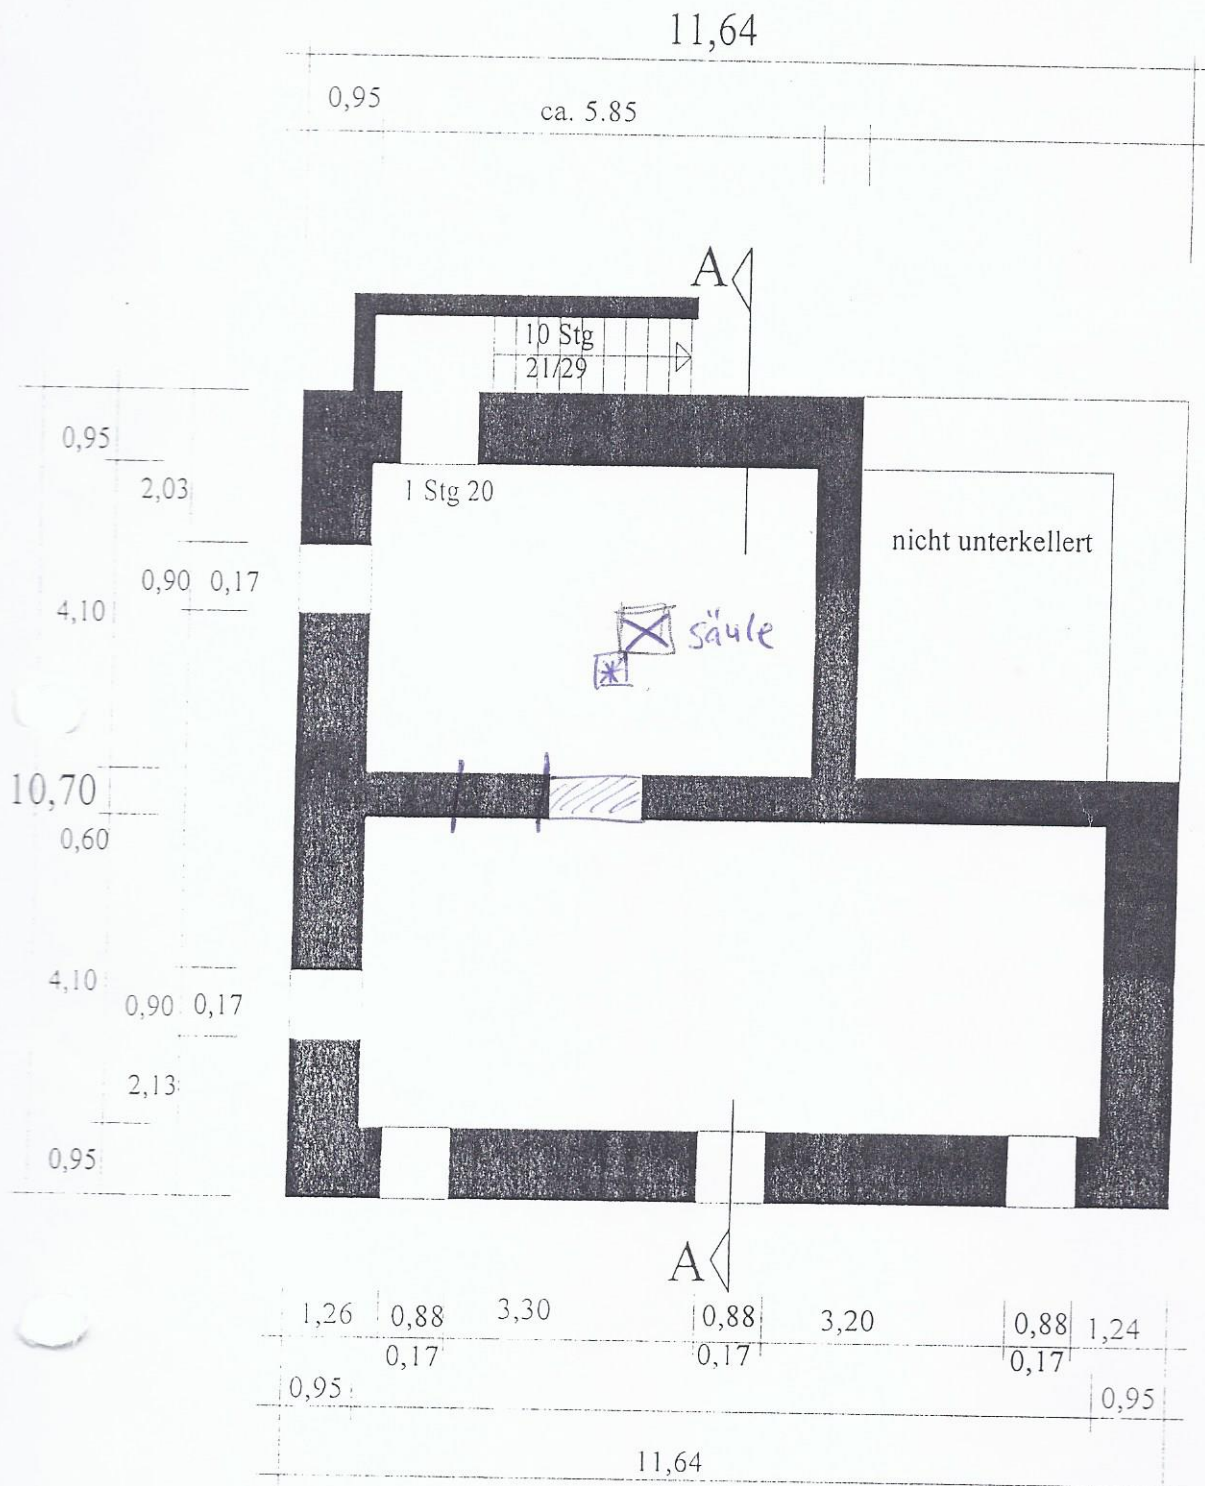 11,64
0,95
ca. 5.85
A
10 Stg
21/29
0,95
2,03
1 Stg 20
nicht unterkellert
0,90 0,17
4,10
säule
10,70
0,60
4,10
0,90 0,17
2,13
0,95
A
1,26 0,88 3,30 0,88 3,20 0,88 1,24
0,17 0,17 0,17
0,95 0,95
11,64